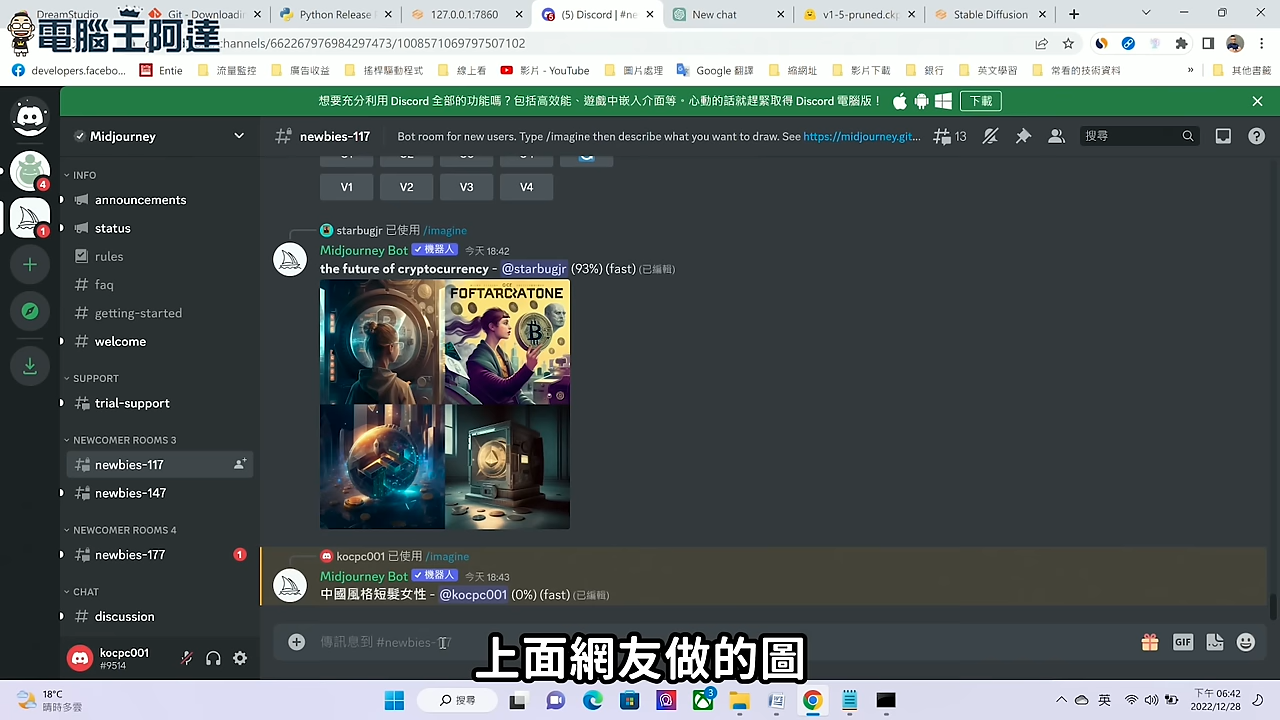 DreamStudio
Git - Downloadi
Python Release
127.0
(1) Discord | #
New
Stable Diffusion
電腦王阿達
channels/662267976984297473/1008571069797507102
developers.facebo...
Entie
流量監控
廣告收益
搖桿驅動程式
線上看
影片 - YouTube
圖片處理
Google 翻譯
縮網址
圖片下載
銀行
英文學習
常看的技術資料
»
其他書籤
想要充分利用 Discord 全部的功能嗎？包括高效能、遊戲中嵌入介面等。心動的話就趕緊取得 Discord 電腦版！
下載
Midjourney
newbies-117
Bot room for new users. Type /imagine then describe what you want to draw. See https://midjourney.git...
13
搜尋
INFO
announcements
status
rules
faq
getting-started
welcome
SUPPORT
trial-support
NEWCOMER ROOMS 3
newbies-117
newbies-147
NEWCOMER ROOMS 4
newbies-177
1
CHAT
discussion
4
1
V1
V2
V3
V4
starbugjr 已使用 /imagine
Midjourney Bot ✓ 機器人 今天 18:42
the future of cryptocurrency - @starbugjr (93%) (fast) (已編輯)
FOFTARCRATONE
kocpc001 已使用 /imagine
Midjourney Bot ✓ 機器人 今天 18:43
中國風格短髮女性 - @kocpc001 (0%) (fast) (已編輯)
傳訊息到 #newbies-117
GIF
kocpc001
#9514
上面網友做的圖
18°C
晴時多雲
搜尋
3
英
下午 06:42
2022/12/28